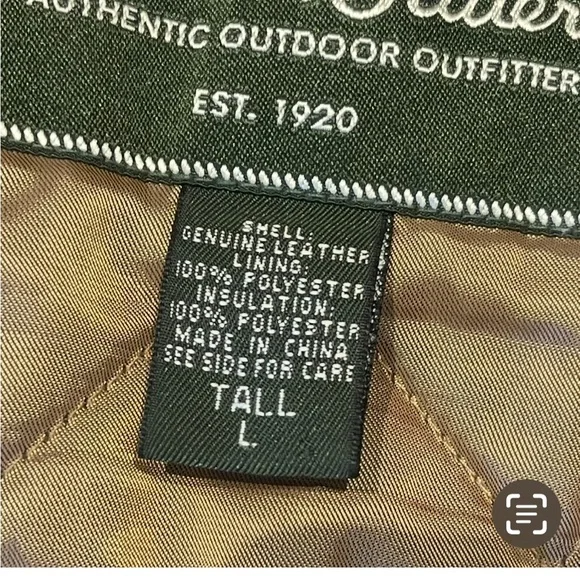 AUTHENTIC OUTDOOR OUTFITTER
EST. 1920
SHELL:
GENUINE LEATHER
LINING:
100% POLYESTER
INSULATION:
100% POLYESTER
MADE IN CHINA
SEE SIDE FOR CARE
TALL
L